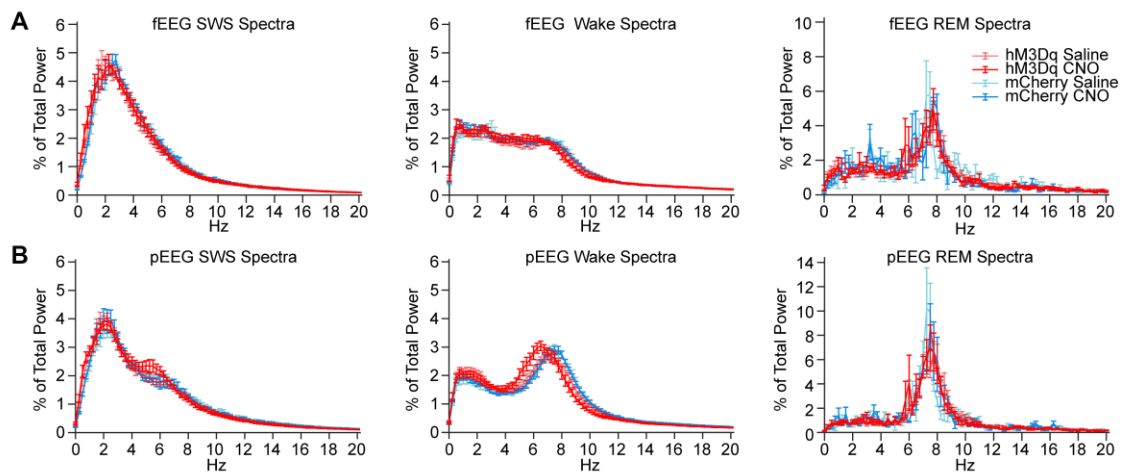 A
fEEG SWS Spectra
% of Total Power
6
5
4
3
2
1
0
0 2 4 6 8 10 12 14 16 18 20
Hz
fEEG Wake Spectra
% of Total Power
6
5
4
3
2
1
0
0 2 4 6 8 10 12 14 16 18 20
Hz
fEEG REM Spectra
% of Total Power
10
8
6
4
2
0
0 2 4 6 8 10 12 14 16 18 20
Hz
hM3Dq Saline
hM3Dq CNO
mCherry Saline
mCherry CNO
B
pEEG SWS Spectra
% of Total Power
6
5
4
3
2
1
0
0 2 4 6 8 10 12 14 16 18 20
Hz
pEEG Wake Spectra
% of Total Power
6
5
4
3
2
1
0
0 2 4 6 8 10 12 14 16 18 20
Hz
pEEG REM Spectra
% of Total Power
14
12
10
8
6
4
2
0
0 2 4 6 8 10 12 14 16 18 20
Hz